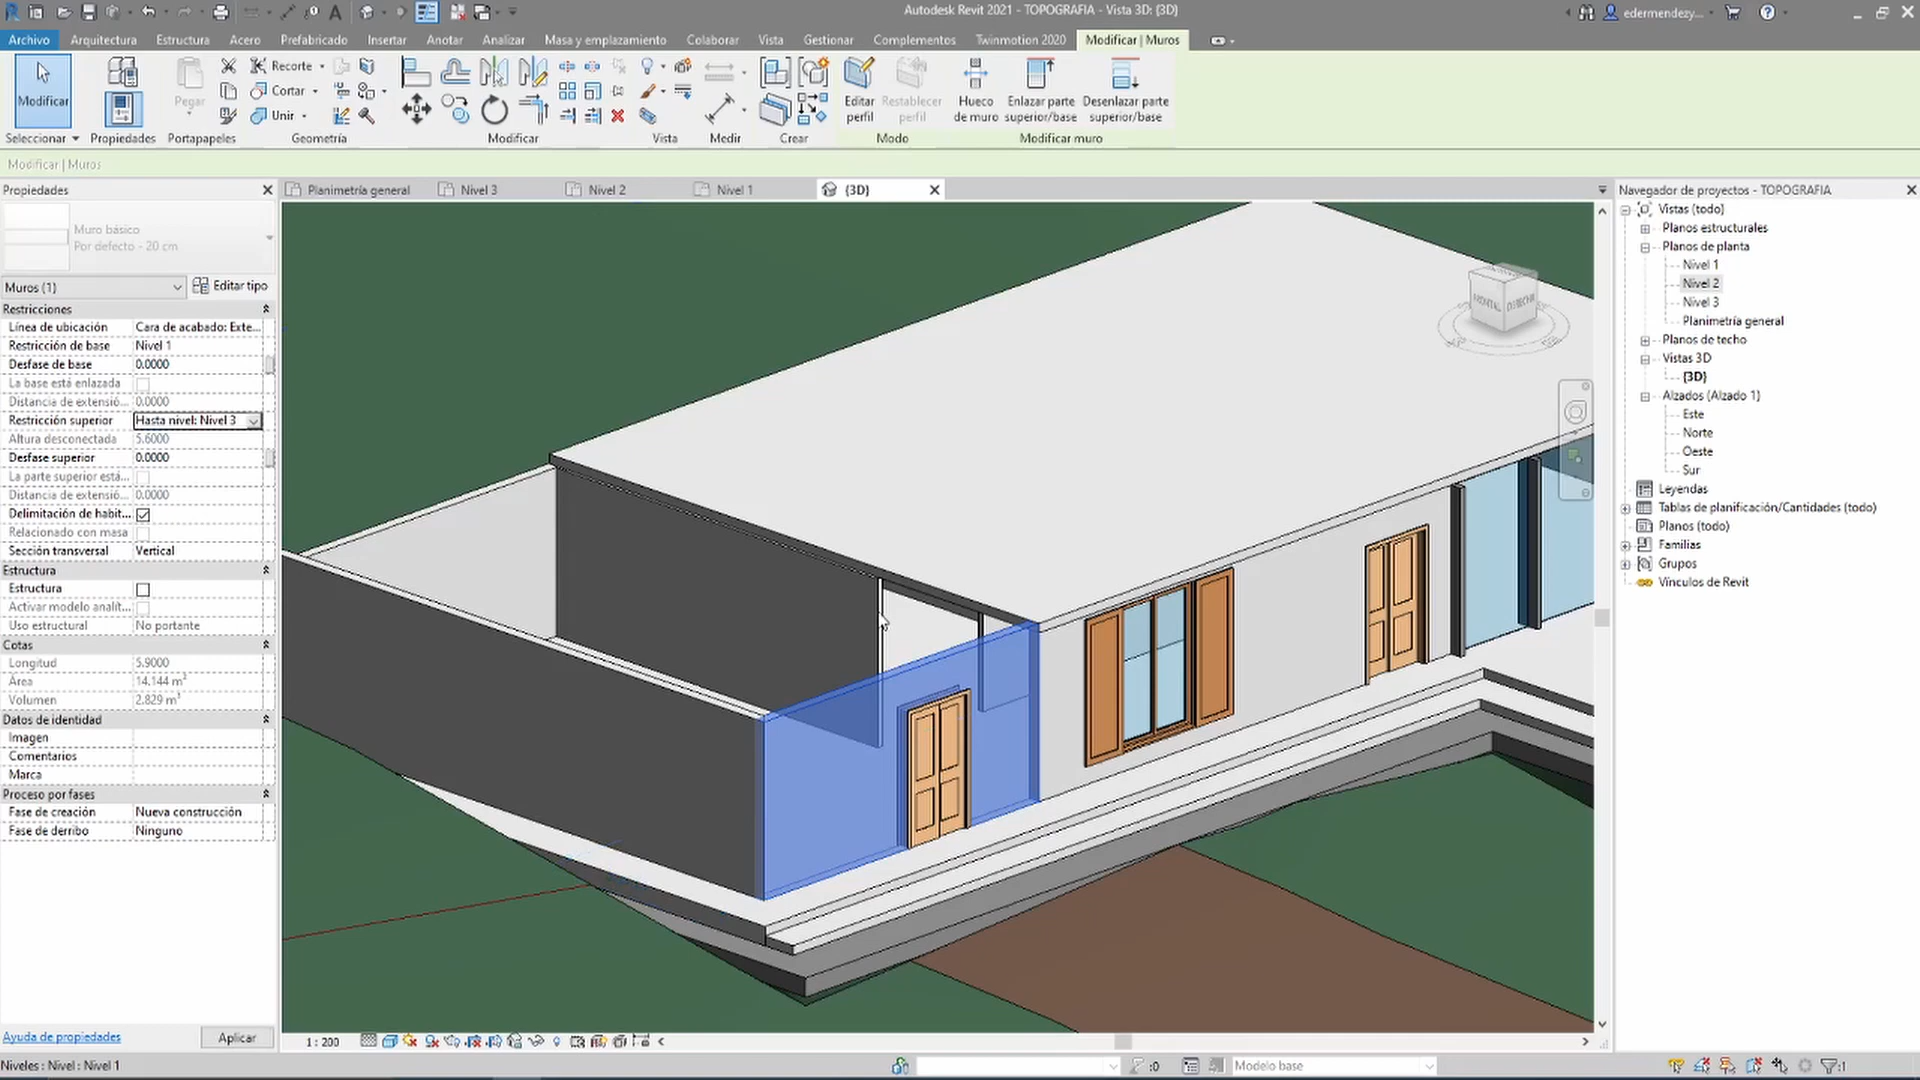 Autodesk Revit 2021 - TOPOGRAFIA - Vista 3D: {3D}
edermendezy...
Archivo
Arquitectura
Estructura
Acero
Prefabricado
Insertar
Anotar
Analizar
Masa y emplazamiento
Colaborar
Vista
Gestionar
Complementos
Twinmotion 2020
Modificar | Muros
Modificar
Pegar
Recorte
Cortar
Unir
Editar perfil
Restablecer perfil
Hueco de muro
Enlazar parte superior/base
Desenlazar parte superior/base
Seleccionar
Propiedades
Portapapeles
Geometría
Modificar
Vista
Medir
Crear
Modo
Modificar muro
Modificar | Muros
Propiedades
Planimetría general
Nivel 3
Nivel 2
Nivel 1
{3D}
Navegador de proyectos - TOPOGRAFIA
Muro básico
Por defecto - 20 cm
Muros (1)
Editar tipo
Restricciones
Línea de ubicación Cara de acabado: Exte...
Restricción de base Nivel 1
Desfase de base 0.0000
La base está enlazada
Distancia de extensió... 0.0000
Restricción superior Hasta nivel: Nivel 3
Altura desconectada 5.6000
Desfase superior 0.0000
La parte superior está...
Distancia de extensió... 0.0000
Delimitación de habit...
Relacionado con masa
Sección transversal Vertical
Estructura
Estructura
Activar modelo analít...
Uso estructural No portante
Cotas
Longitud 5.9000
Área 14.144 m²
Volumen 2.829 m³
Datos de identidad
Imagen
Comentarios
Marca
Proceso por fases
Fase de creación Nueva construcción
Fase de derribo Ninguno
Ayuda de propiedades
Aplicar
FRONTAL
DERECHA
Vistas (todo)
Planos estructurales
Planos de planta
Nivel 1
Nivel 2
Nivel 3
Planimetría general
Planos de techo
Vistas 3D
{3D}
Alzados (Alzado 1)
Este
Norte
Oeste
Sur
Leyendas
Tablas de planificación/Cantidades (todo)
Planos (todo)
Familias
Grupos
Vínculos de Revit
1 : 200
Niveles : Nivel : Nivel 1
:0
Modelo base
:1